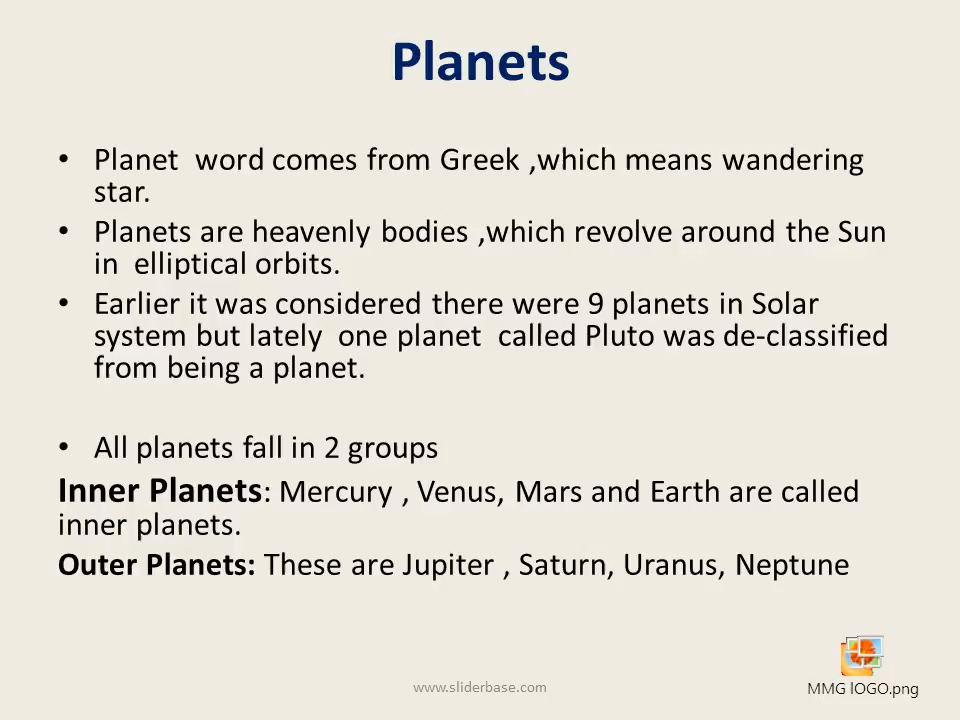 Planets
• Planet  word comes from Greek ,which means wandering
star.
• Planets are heavenly bodies ,which revolve around the Sun
in  elliptical orbits.
• Earlier it was considered there were 9 planets in Solar
system but lately  one planet  called Pluto was de-classified
from being a planet.
• All planets fall in 2 groups
Inner Planets: Mercury , Venus, Mars and Earth are called
inner planets.
Outer Planets: These are Jupiter , Saturn, Uranus, Neptune
www.sliderbase.com
MMG lOGO.png